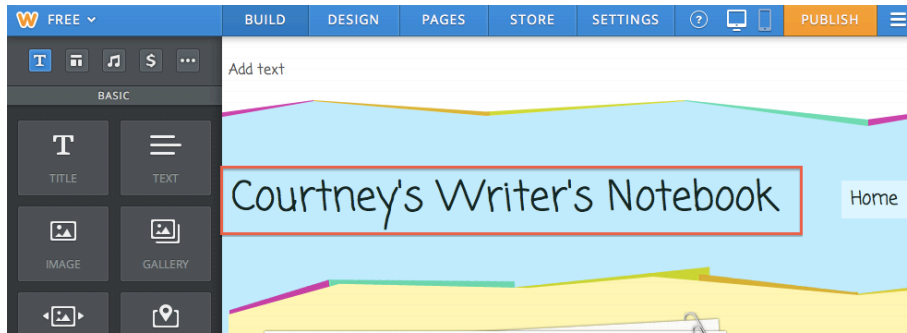 FREE BUILD DESIGN PAGES STORE SETTINGS ? PUBLISH
T $ ...
Add text
BASIC
T
TITLE TEXT
Courtney's Writer's Notebook
Home
IMAGE GALLERY